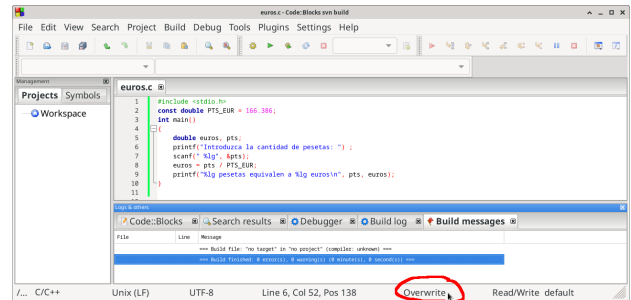 euros.c - Code::Blocks svn build
File Edit View Search Project Build Debug Tools Plugins Settings Help
Management
Projects Symbols
Workspace
euros.c
1 #include <stdio.h>
2 const double PTS_EUR = 166.386;
3 int main()
4 {
5 double euros, pts;
6 printf("Introduzca la cantidad de pesetas: ") ;
7 scanf(" %lg", &pts);
8 euros = pts / PTS_EUR;
9 printf("%lg pesetas equivalen a %lg euros\n", pts, euros);
10 }
11
Logs & others
Code::Blocks Search results Debugger Build log Build messages
File Line Message
=== Build file: "no target" in "no project" (compiler: unknown) ===
=== Build finished: 0 error(s), 0 warning(s) (0 minute(s), 0 second(s)) ===
/... C/C++ Unix (LF) UTF-8 Line 6, Col 52, Pos 138 Overwrite Read/Write default